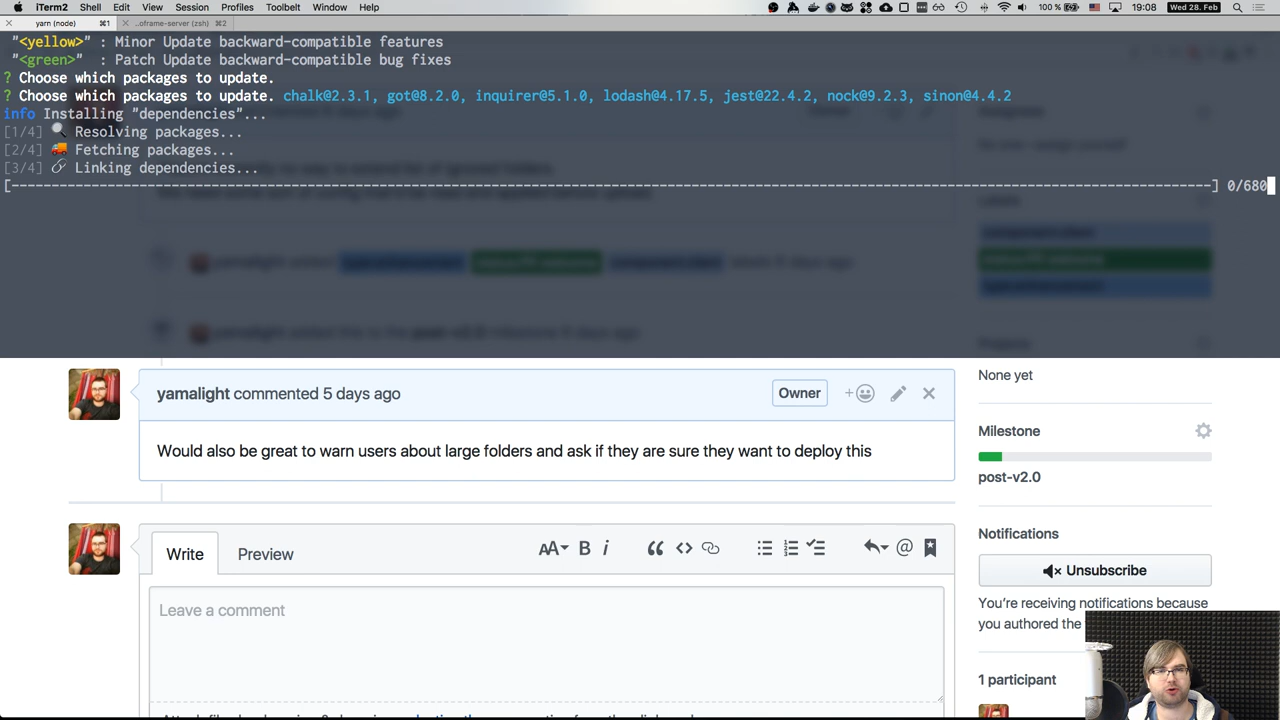 iTerm2 Shell Edit View Session Profiles Toolbelt Window Help 100 % 19:08 Wed 28. Feb
yarn (node) ⌘1 ..oframe-server (zsh) ⌘2
"<yellow>" : Minor Update backward-compatible features
"<green>" : Patch Update backward-compatible bug fixes
? Choose which packages to update.
? Choose which packages to update. chalk@2.3.1, got@8.2.0, inquirer@5.1.0, lodash@4.17.5, jest@22.4.2, nock@9.2.3, sinon@4.4.2
info Installing "dependencies"...
[1/4] 🔍 Resolving packages...
[2/4] 🚚 Fetching packages...
[3/4] 🔗 Linking dependencies...
0/680
yamalight commented 5 days ago Owner
Would also be great to warn users about large folders and ask if they are sure they want to deploy this
None yet
Milestone
post-v2.0
Notifications
Unsubscribe
You're receiving notifications because
you authored the
1 participant
Write Preview
AA B i
Leave a comment